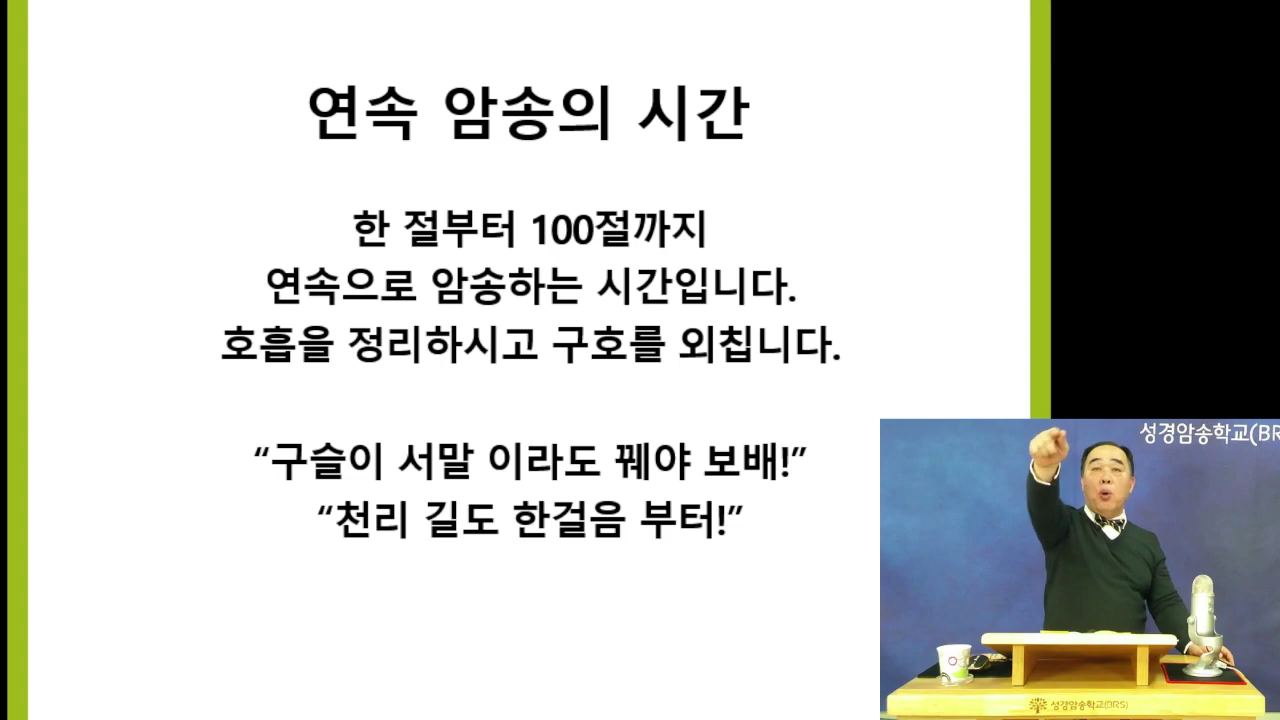 연속 암송의 시간
한 절부터 100절까지
연속으로 암송하는 시간입니다.
호흡을 정리하시고 구호를 외칩니다.
“구슬이 서말 이라도 꿰야 보배!”
“천리 길도 한걸음 부터!”
성경암송학교(BR
성경암송학교(BRS)